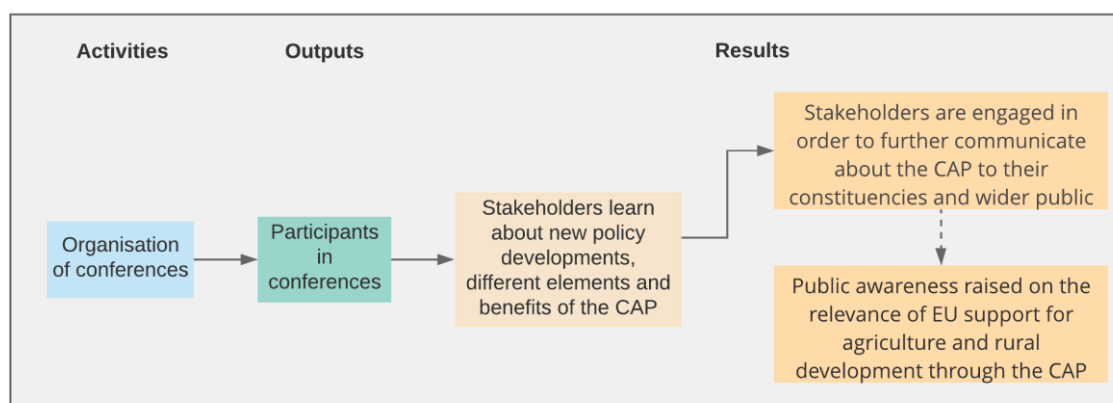 Activities
Outputs
Results
Organisation
of conferences
Participants
in
conferences
Stakeholders learn
about new policy
developments,
different elements and
benefits of the CAP
Stakeholders are engaged in
order to further communicate
about the CAP to their
constituencies and wider public
Public awareness raised on the
relevance of EU support for
agriculture and rural
development through the CAP